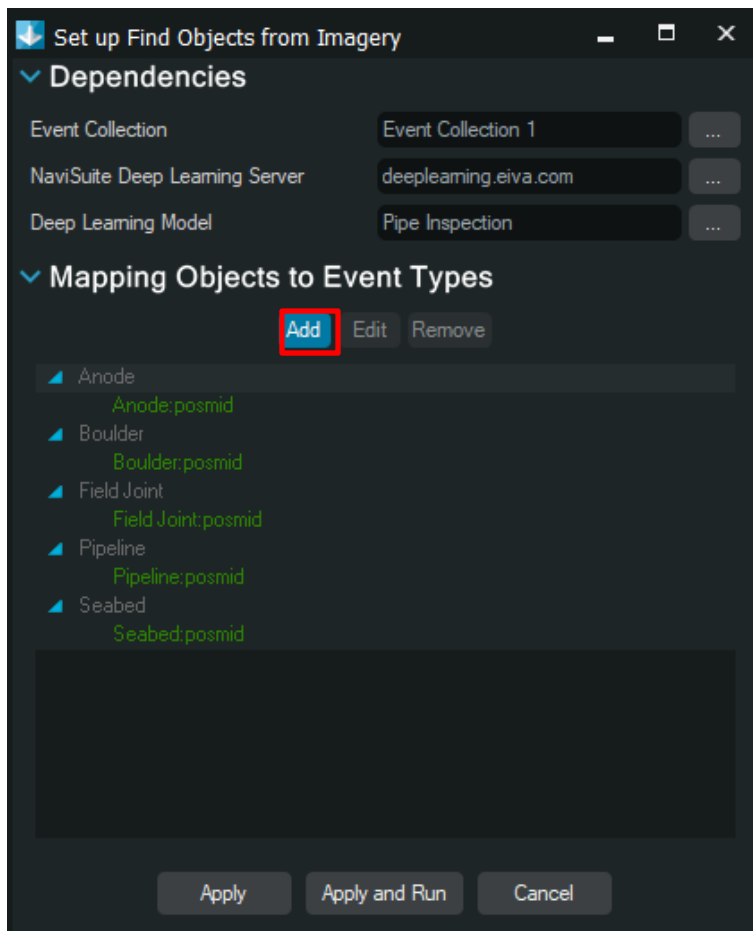 Set up Find Objects from Imagery
Dependencies
Event Collection Event Collection 1 ...
NaviSuite Deep Learning Server deeplearning.eiva.com ...
Deep Learning Model Pipe Inspection ...
Mapping Objects to Event Types
Add Edit Remove
Anode
Anode:posmid
Boulder
Boulder:posmid
Field Joint
Field Joint:posmid
Pipeline
Pipeline:posmid
Seabed
Seabed:posmid
Apply Apply and Run Cancel